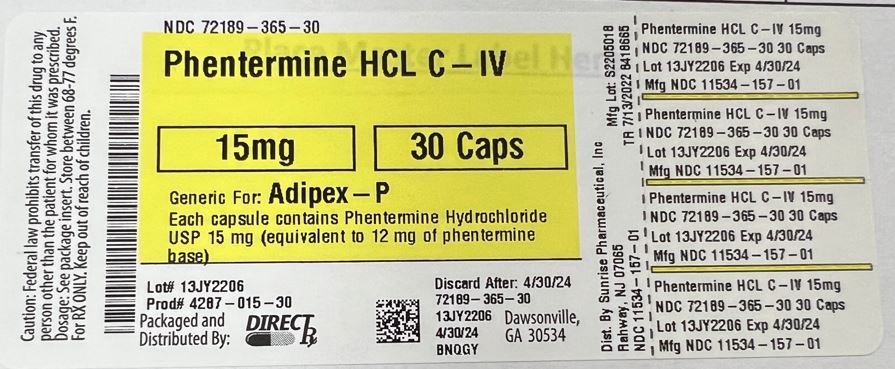 Caution: Federal law prohibits transfer of this drug to any
person other than the patient for whom it was prescribed.
Dosage: See package insert. Store between 68-77 degrees F.
For RX ONLY. Keep out of reach of children.
NDC 72189-365-30
Phentermine HCL C-IV
15mg
30 Caps
Generic For: Adipex-P
Each capsule contains Phentermine Hydrochloride
USP 15 mg (equivalent to 12 mg of phentermine
base)
Lot# 13JY2206
Prod# 4287-015-30
Packaged and
Distributed By:
DIRECT Rx
Discard After: 4/30/24
72189-365-30
13JY2206
4/30/24
BNQGY
Dawsonville,
GA 30534
Mfg Lot: S2205018
TR 7/13/2022 B418665
Dist. By Sunrise Pharmaceutical, Inc
Rahway, NJ 07065
NDC 11534-157-01
Phentermine HCL C-IV 15mg
NDC 72189-365-30 30 Caps
Lot 13JY2206 Exp 4/30/24
Mfg NDC 11534-157-01
Phentermine HCL C-IV 15mg
NDC 72189-365-30 30 Caps
Lot 13JY2206 Exp 4/30/24
Mfg NDC 11534-157-01
Phentermine HCL C-IV 15mg
NDC 72189-365-30 30 Caps
Lot 13JY2206 Exp 4/30/24
Mfg NDC 11534-157-01
Phentermine HCL C-IV 15mg
NDC 72189-365-30 30 Caps
Lot 13JY2206 Exp 4/30/24
Mfg NDC 11534-157-01